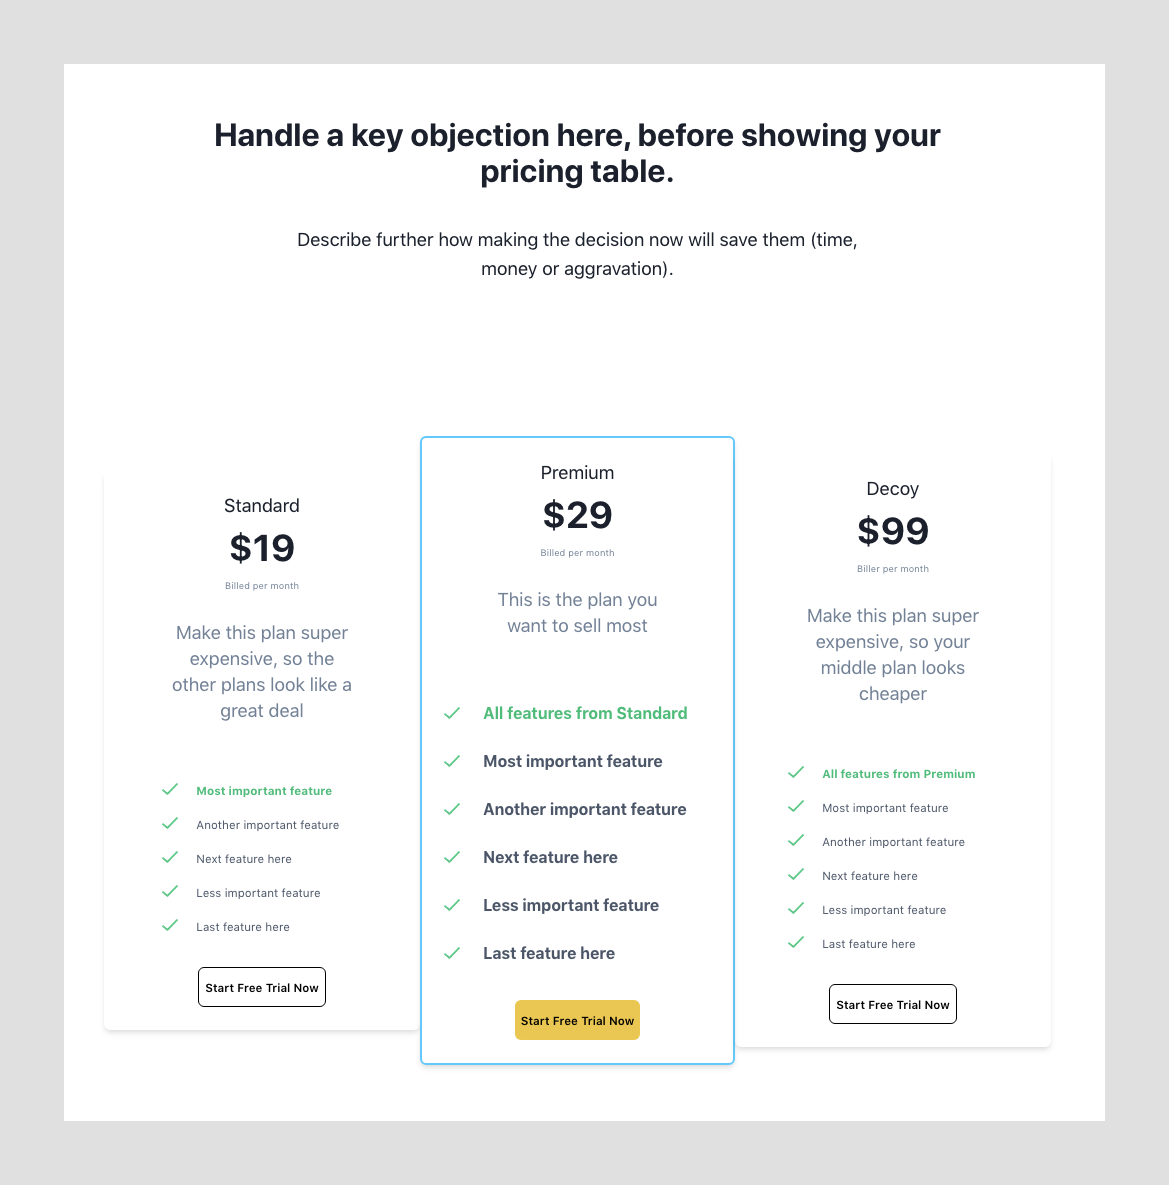 Handle a key objection here, before showing your
pricing table.
Describe further how making the decision now will save them (time,
money or aggravation).
Standard
$19
Billed per month
Make this plan super
expensive, so the
other plans look like a
great deal
Most important feature
Another important feature
Next feature here
Less important feature
Last feature here
Start Free Trial Now
Premium
$29
Billed per month
This is the plan you
want to sell most
All features from Standard
Most important feature
Another important feature
Next feature here
Less important feature
Last feature here
Start Free Trial Now
Decoy
$99
Biller per month
Make this plan super
expensive, so your
middle plan looks
cheaper
All features from Premium
Most important feature
Another important feature
Next feature here
Less important feature
Last feature here
Start Free Trial Now